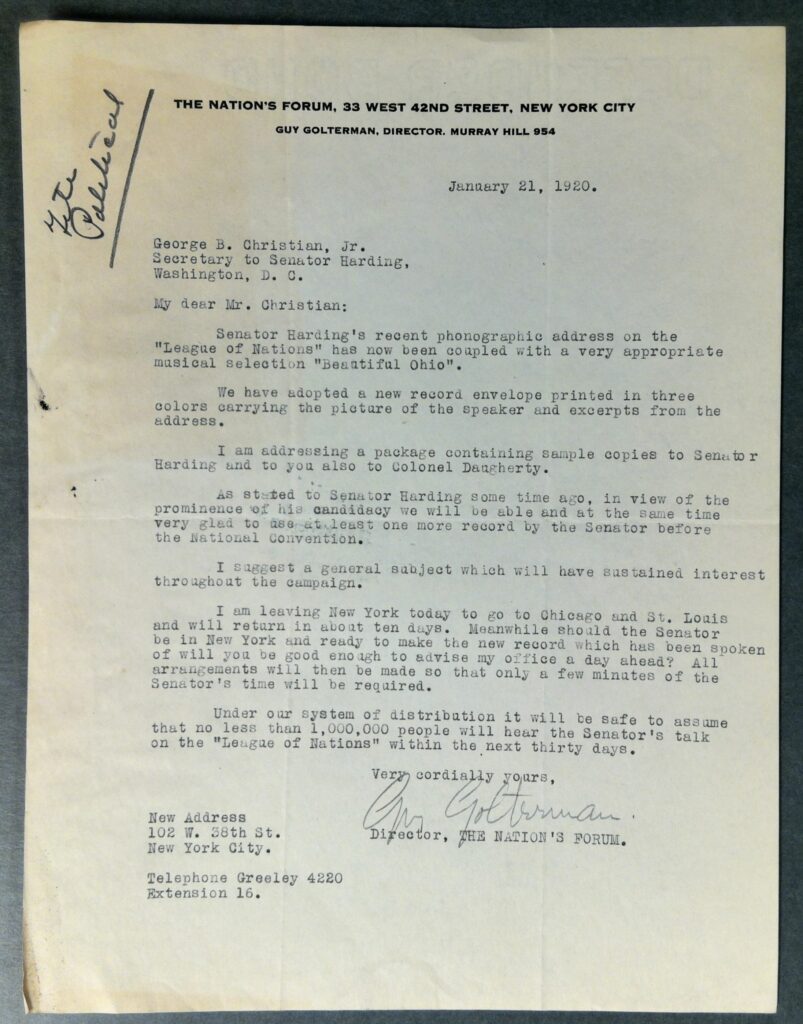 THE NATION'S FORUM, 33 WEST 42ND STREET, NEW YORK CITY
GUY GOLTERMAN, DIRECTOR. MURRAY HILL 954
Political
January 21, 1920.
George B. Christian, Jr.
Secretary to Senator Harding,
Washington, D. C.
My dear Mr. Christian:
Senator Harding's recent phonographic address on the
"League of Nations" has now been coupled with a very appropriate
musical selection "Beautiful Ohio".
We have adopted a new record envelope printed in three
colors carrying the picture of the speaker and excerpts from the
address.
I am addressing a package containing sample copies to Senator
Harding and to you also to Colonel Daugherty.
As stated to Senator Harding some time ago, in view of the
prominence of his candidacy we will be able and at the same time
very glad to use at least one more record by the Senator before
the National Convention.
I suggest a general subject which will have sustained interest
throughout the campaign.
I am leaving New York today to go to Chicago and St. Louis
and will return in about ten days. Meanwhile should the Senator
be in New York and ready to make the new record which has been spoken
of will you be good enough to advise my office a day ahead? All
arrangements will then be made so that only a few minutes of the
Senator's time will be required.
Under our system of distribution it will be safe to assume
that no less than 1,000,000 people will hear the Senator's talk
on the "League of Nations" within the next thirty days.
Very cordially yours,
Guy Golterman.
Director, THE NATION'S FORUM.
New Address
102 W. 38th St.
New York City.
Telephone Greeley 4220
Extension 16.